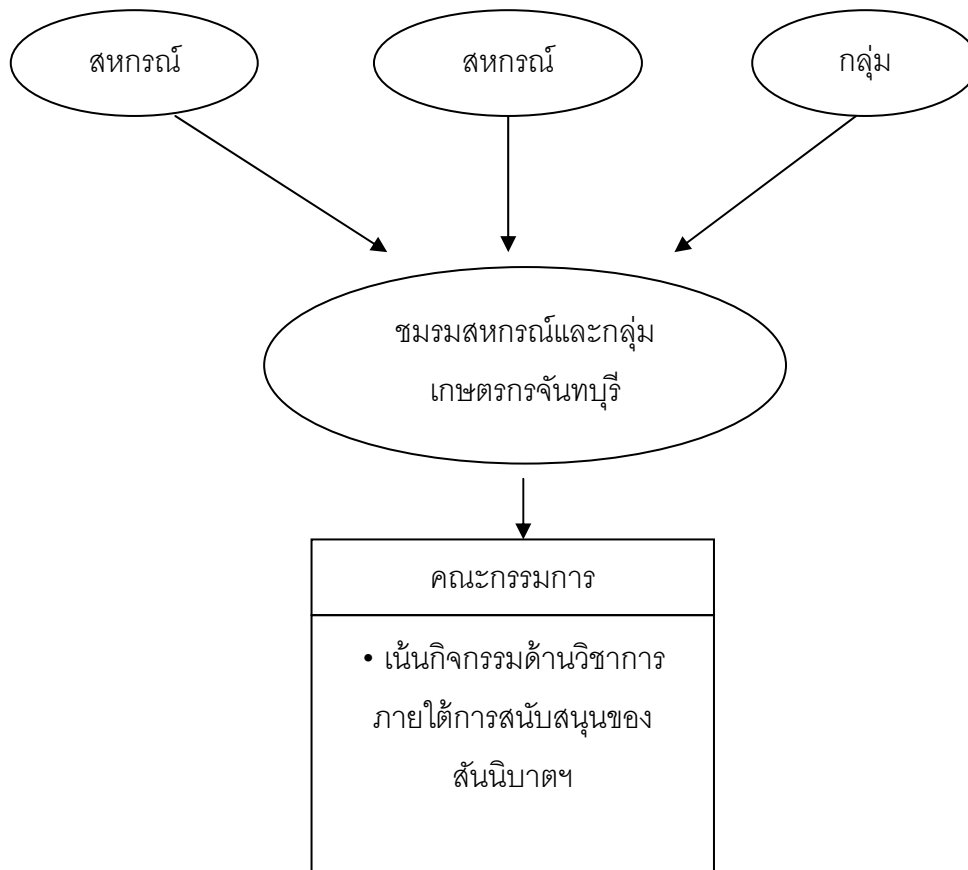 สหกรณ์
สหกรณ์
กลุ่ม
ชมรมสหกรณ์และกลุ่ม
เกษตรกรจันทบุรี
คณะกรรมการ
• เน้นกิจกรรมด้านวิชาการ
ภายใต้การสนับสนุนของ
สันนิบาตฯ